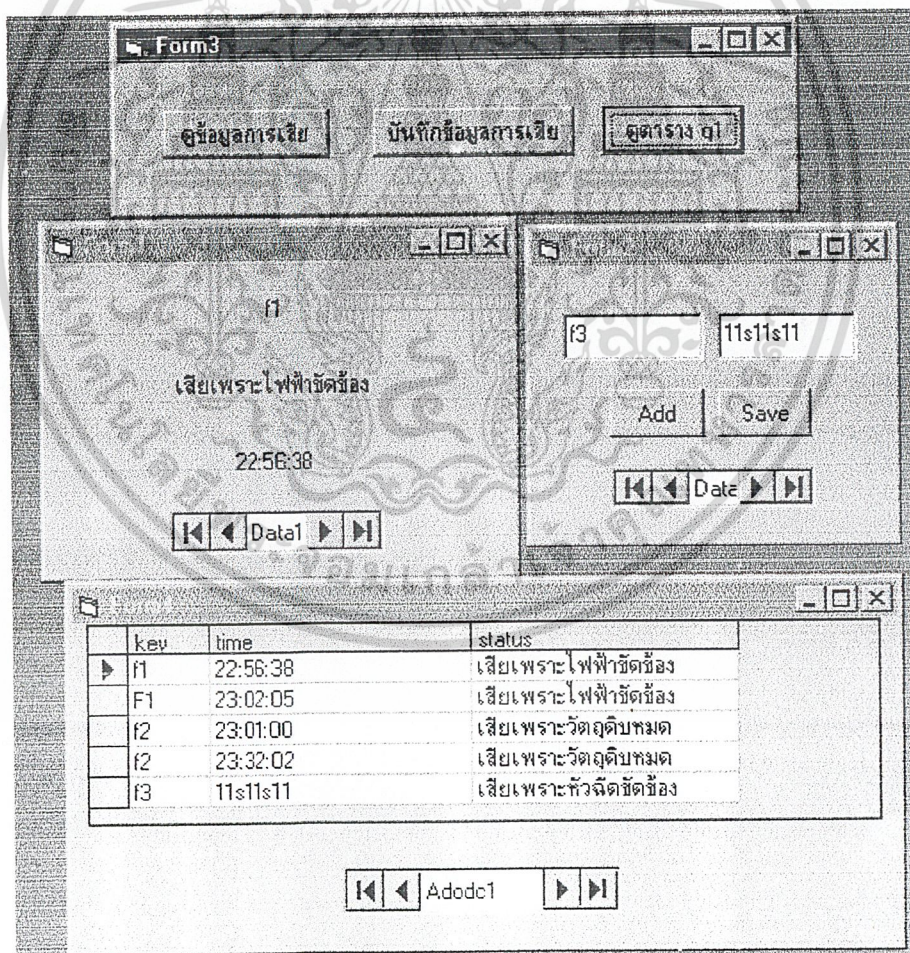 Form3
ดูข้อมูลการเสีย บันทึกข้อมูลการเสีย ดูตาราง q1
f1
เสียเพราะไฟฟ้าขัดข้อง
22:56:38
Data1
f3 11s11s11
Add Save
Data
key time status
f1 22:56:38 เสียเพราะไฟฟ้าขัดข้อง
F1 23:02:05 เสียเพราะไฟฟ้าขัดข้อง
f2 23:01:00 เสียเพราะวัตถุดิบหมด
f2 23:32:02 เสียเพราะวัตถุดิบหมด
f3 11s11s11 เสียเพราะหัวฉีดขัดข้อง
Adodc1